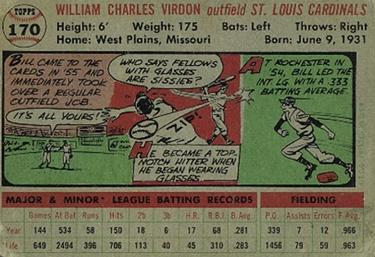 TOPPS
170
WILLIAM CHARLES VIRDON outfield ST. LOUIS CARDINALS
Height: 6' Weight: 175 Bats: Left Throws: Right
Home: West Plains, Missouri Born: June 9, 1931
BILL CAME TO THE
CARDS IN '55 AND
IMMEDIATELY TOOK
OVER A REGULAR
OUTFIELD JOB.
IT'S ALL YOURS!
WHO SAYS FELLOWS
WITH GLASSES
ARE SISSIES?
ZIP!
HE BECAME A TOP-
NOTCH HITTER WHEN
HE BEGAN WEARING
GLASSES
AT ROCHESTER IN
'54, BILL LED THE
INT. LG. WITH A .333
BATTING AVERAGE.
MAJOR & MINOR LEAGUE BATTING RECORDS FIELDING
Games At Bat Runs Hits 2b 3b H.R. R.B.I. B. Avg. P.O. Assists Errors F. Avg.
Year 144 534 58 150 18 6 17 68 .281 339 7 12 .966
Life 649 2494 396 706 113 40 45 310 .283 1456 79 59 .963